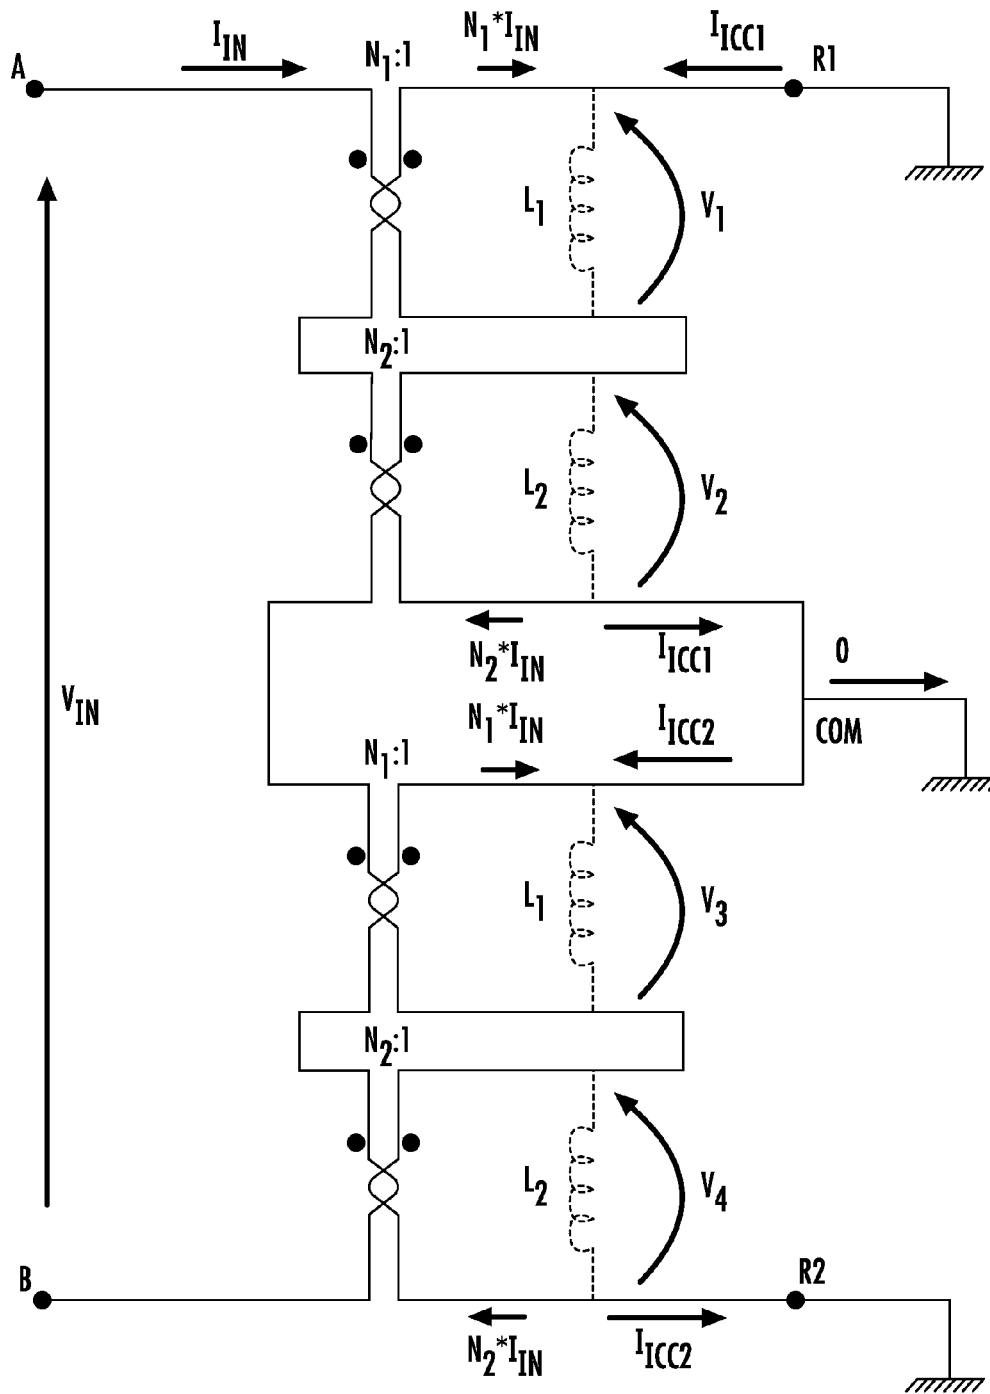 I_IN
N_1:1
N_1*I_IN
I_ICC1
A
R1
L_1
V_1
N_2:1
L_2
V_2
N_2*I_IN
I_ICC1
0
V_IN
N_1*I_IN
I_ICC2
COM
N_1:1
L_1
V_3
N_2:1
L_2
V_4
B
R2
N_2*I_IN
I_ICC2